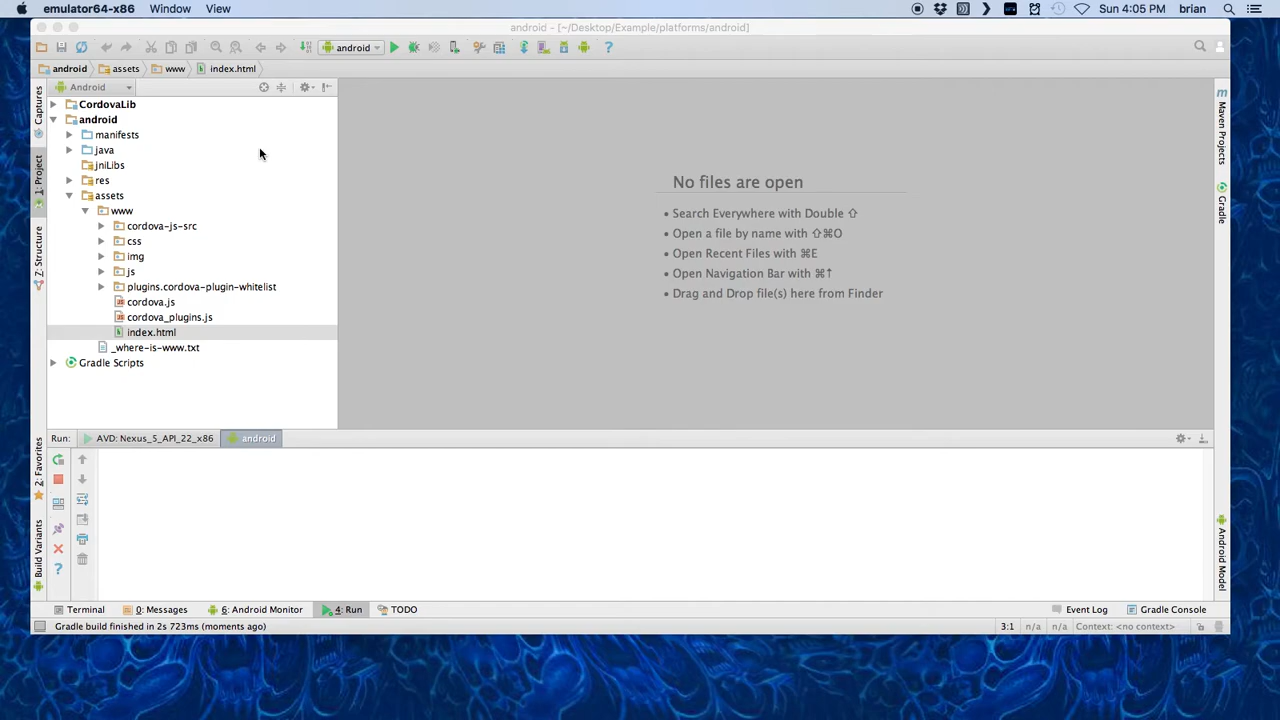 emulator64-x86 Window View Sun 4:05 PM brian
android - [~/Desktop/Example/platforms/android]
android
android assets www index.html
Android
CordovaLib
android
manifests
java
jniLibs
res
assets
www
cordova-js-src
css
img
js
plugins.cordova-plugin-whitelist
cordova.js
cordova_plugins.js
index.html
_where-is-www.txt
Gradle Scripts
Captures
1: Project
7: Structure
2: Favorites
Build Variants
No files are open
• Search Everywhere with Double ⇧
• Open a file by name with ⇧⌘O
• Open Recent Files with ⌘E
• Open Navigation Bar with ⌘↑
• Drag and Drop file(s) here from Finder
m
Maven Projects
Gradle
Android Model
Run: AVD: Nexus_5_API_22_x86 android
Terminal 0: Messages 6: Android Monitor 4: Run TODO Event Log Gradle Console
Gradle build finished in 2s 723ms (moments ago) 3:1 n/a n/a Context: <no context>